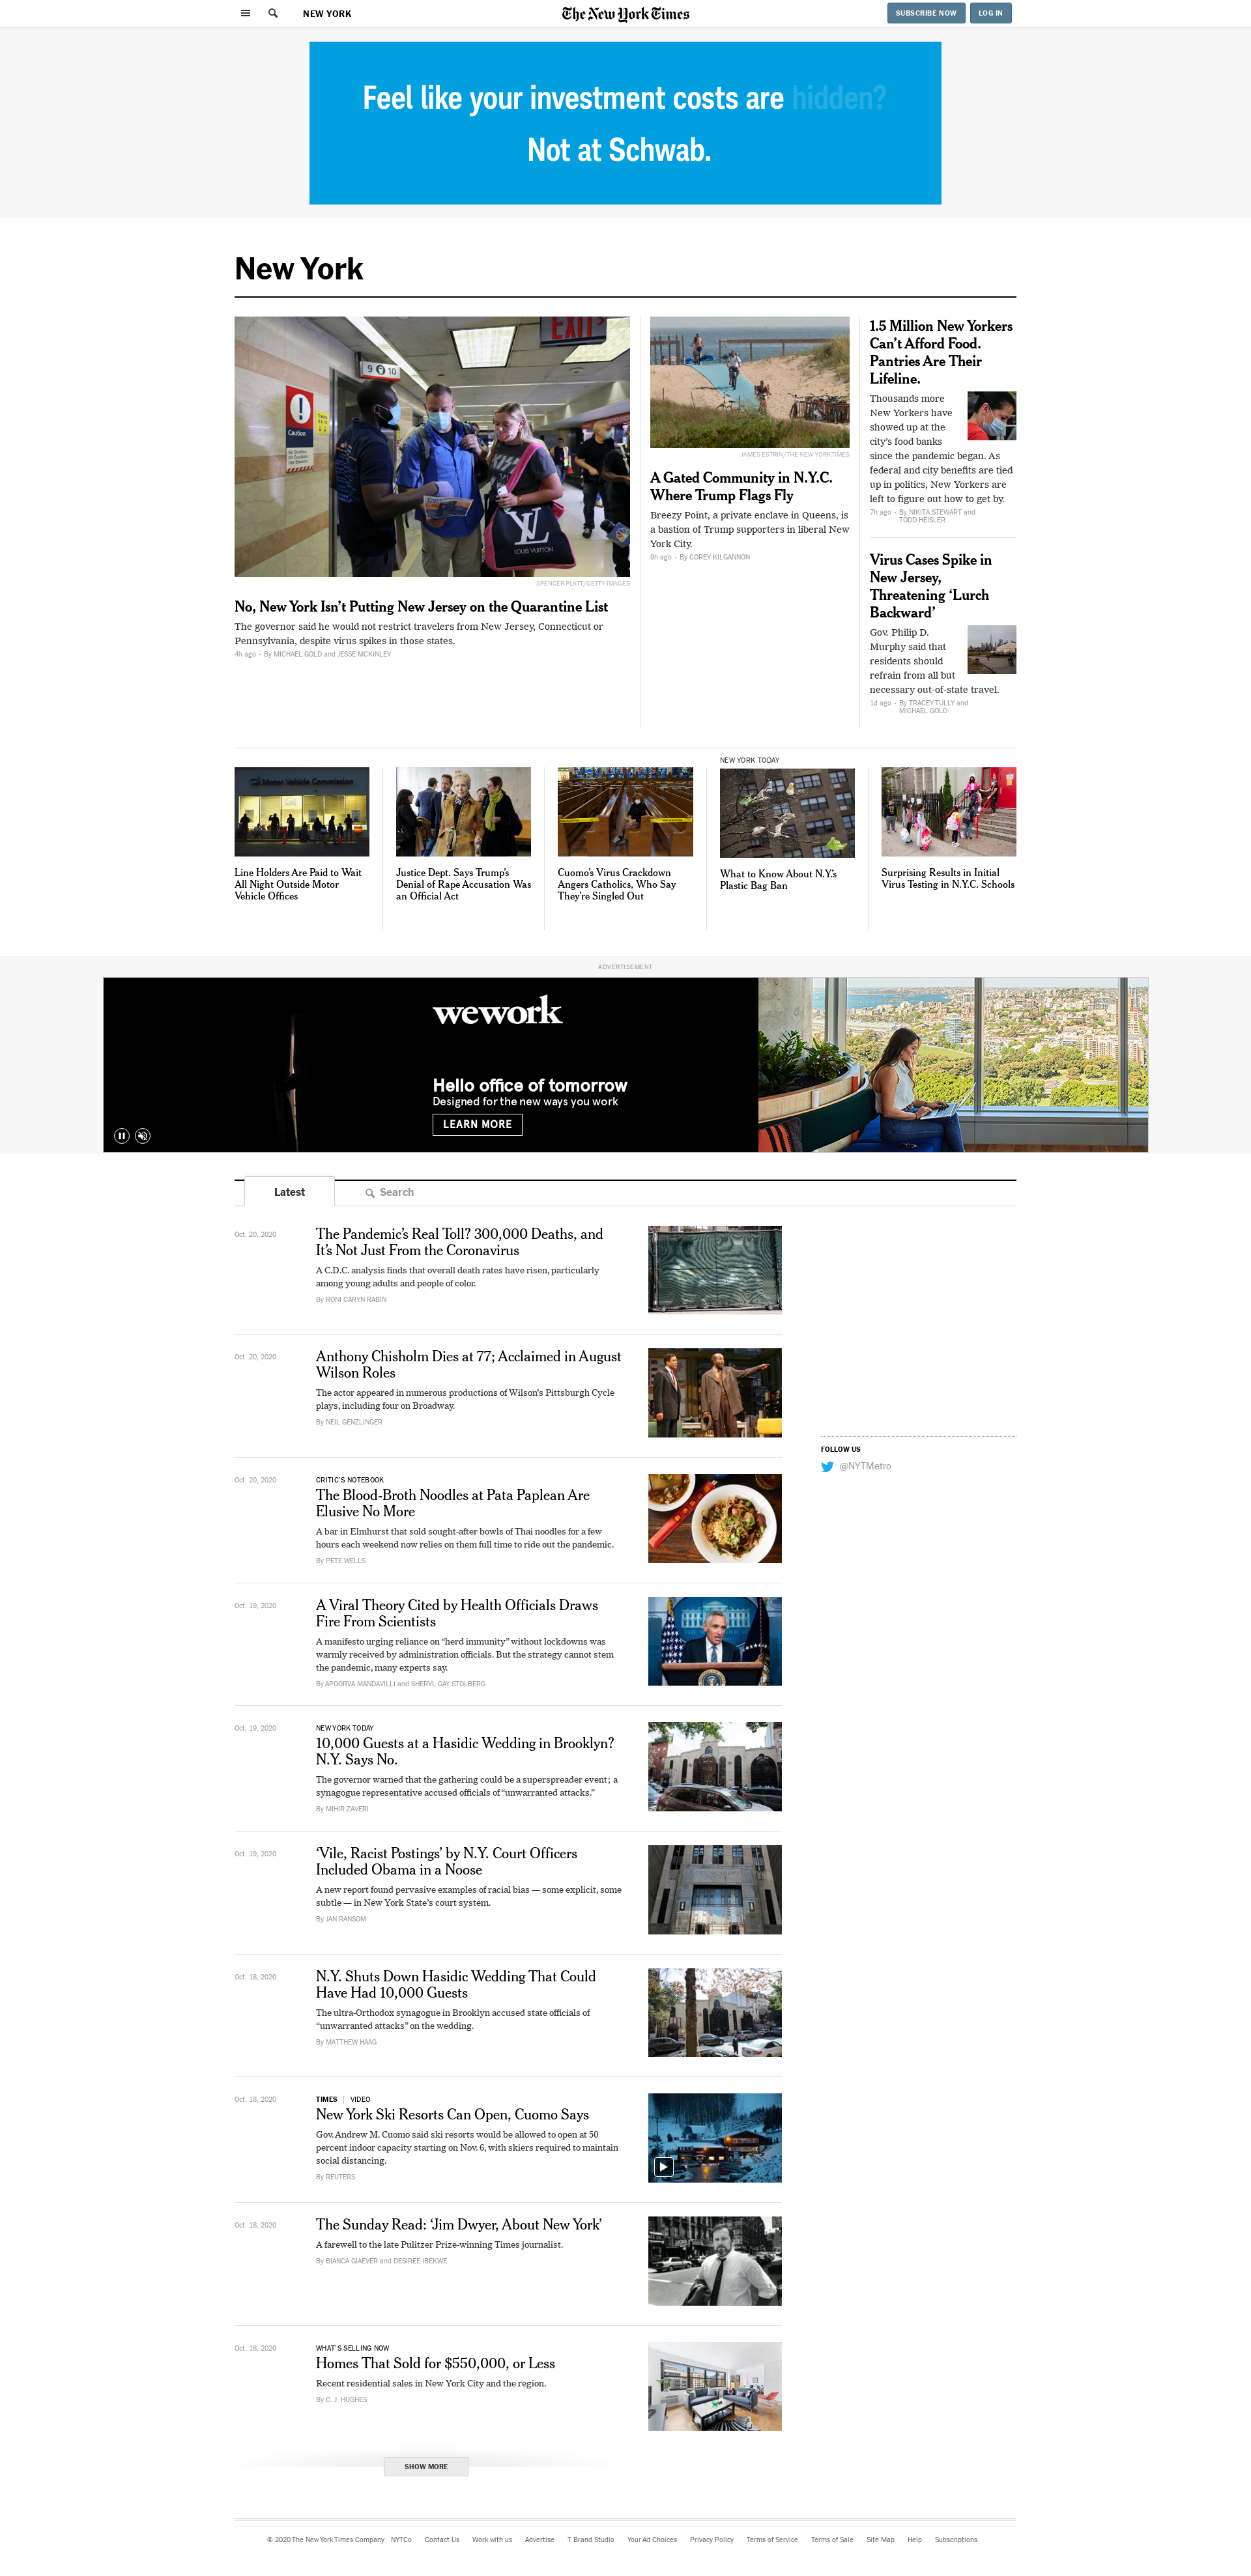 NEW YORK
The New York Times
SUBSCRIBE NOW
LOG IN
Feel like your investment costs are hidden?
Not at Schwab.
New York
EXIT
9 10
Caution
LOUIS VUITTON
SPENCER PLATT/GETTY IMAGES
No, New York Isn’t Putting New Jersey on the Quarantine List
The governor said he would not restrict travelers from New Jersey, Connecticut or
Pennsylvania, despite virus spikes in those states.
4h ago • By MICHAEL GOLD and JESSE MCKINLEY
JAMES ESTRIN/THE NEW YORK TIMES
A Gated Community in N.Y.C.
Where Trump Flags Fly
Breezy Point, a private enclave in Queens, is
a bastion of Trump supporters in liberal New
York City.
9h ago • By COREY KILGANNON
1.5 Million New Yorkers
Can’t Afford Food.
Pantries Are Their
Lifeline.
Thousands more
New Yorkers have
showed up at the
city’s food banks
since the pandemic began. As
federal and city benefits are tied
up in politics, New Yorkers are
left to figure out how to get by.
7h ago • By NIKITA STEWART and
TODD HEISLER
Virus Cases Spike in
New Jersey,
Threatening ‘Lurch
Backward’
Gov. Philip D.
Murphy said that
residents should
refrain from all but
necessary out-of-state travel.
1d ago • By TRACEY TULLY and
MICHAEL GOLD
Motor Vehicle Commission
Line Holders Are Paid to Wait
All Night Outside Motor
Vehicle Offices
Justice Dept. Says Trump’s
Denial of Rape Accusation Was
an Official Act
Cuomo’s Virus Crackdown
Angers Catholics, Who Say
They’re Singled Out
NEW YORK TODAY
What to Know About N.Y.’s
Plastic Bag Ban
Surprising Results in Initial
Virus Testing in N.Y.C. Schools
ADVERTISEMENT
wework
Hello office of tomorrow
Designed for the new ways you work
LEARN MORE
Latest
Search
Oct. 20, 2020
The Pandemic’s Real Toll? 300,000 Deaths, and
It’s Not Just From the Coronavirus
A C.D.C. analysis finds that overall death rates have risen, particularly
among young adults and people of color.
By RONI CARYN RABIN
Oct. 20, 2020
Anthony Chisholm Dies at 77; Acclaimed in August
Wilson Roles
The actor appeared in numerous productions of Wilson’s Pittsburgh Cycle
plays, including four on Broadway.
By NEIL GENZLINGER
FOLLOW US
@NYTMetro
Oct. 20, 2020
CRITIC’S NOTEBOOK
The Blood-Broth Noodles at Pata Paplean Are
Elusive No More
A bar in Elmhurst that sold sought-after bowls of Thai noodles for a few
hours each weekend now relies on them full time to ride out the pandemic.
By PETE WELLS
Oct. 19, 2020
A Viral Theory Cited by Health Officials Draws
Fire From Scientists
A manifesto urging reliance on “herd immunity” without lockdowns was
warmly received by administration officials. But the strategy cannot stem
the pandemic, many experts say.
By APOORVA MANDAVILLI and SHERYL GAY STOLBERG
Oct. 19, 2020
NEW YORK TODAY
10,000 Guests at a Hasidic Wedding in Brooklyn?
N.Y. Says No.
The governor warned that the gathering could be a superspreader event; a
synagogue representative accused officials of “unwarranted attacks.”
By MIHIR ZAVERI
Oct. 19, 2020
‘Vile, Racist Postings’ by N.Y. Court Officers
Included Obama in a Noose
A new report found pervasive examples of racial bias — some explicit, some
subtle — in New York State’s court system.
By JAN RANSOM
Oct. 18, 2020
N.Y. Shuts Down Hasidic Wedding That Could
Have Had 10,000 Guests
The ultra-Orthodox synagogue in Brooklyn accused state officials of
“unwarranted attacks” on the wedding.
By MATTHEW HAAG
Oct. 18, 2020
TIMES | VIDEO
New York Ski Resorts Can Open, Cuomo Says
Gov. Andrew M. Cuomo said ski resorts would be allowed to open at 50
percent indoor capacity starting on Nov. 6, with skiers required to maintain
social distancing.
By REUTERS
Oct. 18, 2020
The Sunday Read: ‘Jim Dwyer, About New York’
A farewell to the late Pulitzer Prize-winning Times journalist.
By BIANCA GIAEVER and DESIREE IBEKWE
Oct. 18, 2020
WHAT’S SELLING NOW
Homes That Sold for $550,000, or Less
Recent residential sales in New York City and the region.
By C. J. HUGHES
SHOW MORE
© 2020 The New York Times Company NYTCo Contact Us Work with us Advertise T Brand Studio Your Ad Choices Privacy Policy Terms of Service Terms of Sale Site Map Help Subscriptions